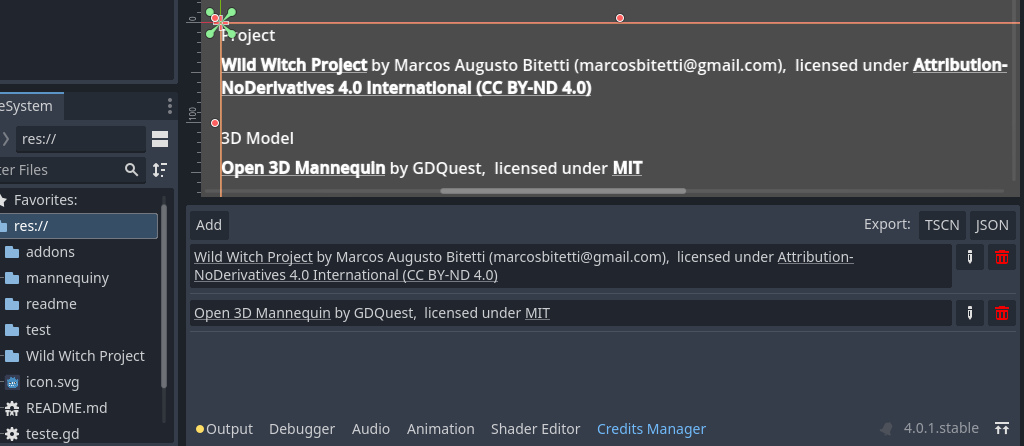 0
Project
Wild Witch Project by Marcos Augusto Bitetti (marcosbitetti@gmail.com),  licensed under Attribution-
NoDerivatives 4.0 International (CC BY-ND 4.0)
100
3D Model
Open 3D Mannequin by GDQuest,  licensed under MIT
eSystem
res://
ter Files
Favorites:
res://
addons
mannequiny
readme
test
Wild Witch Project
icon.svg
README.md
teste.gd
Add
Export:
TSCN
JSON
Wild Witch Project by Marcos Augusto Bitetti (marcosbitetti@gmail.com),  licensed under Attribution-
NoDerivatives 4.0 International (CC BY-ND 4.0)
Open 3D Mannequin by GDQuest,  licensed under MIT
Output
Debugger
Audio
Animation
Shader Editor
Credits Manager
4.0.1.stable